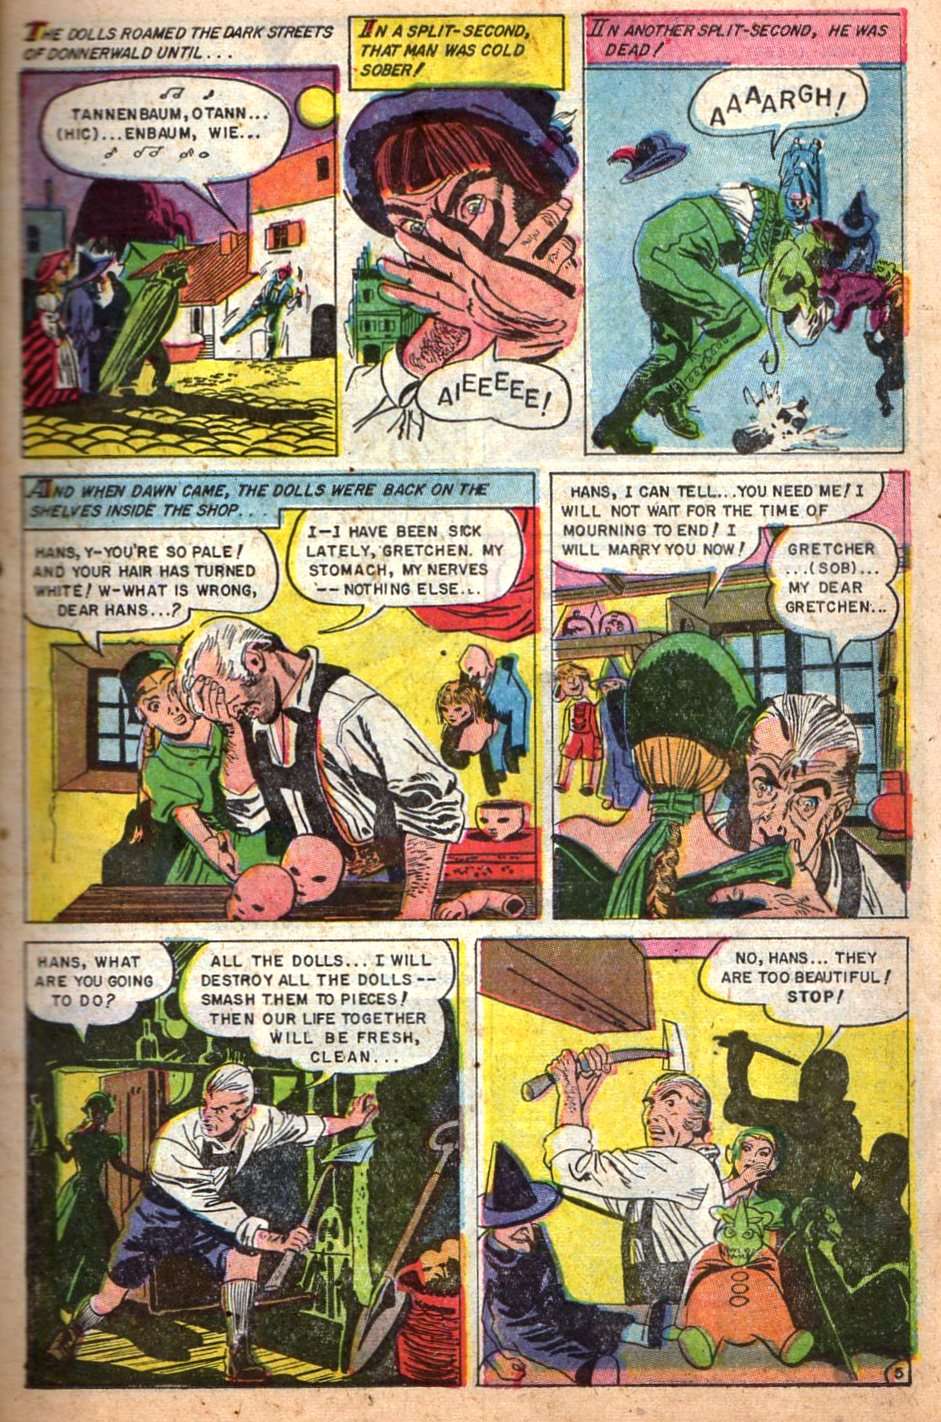 THE DOLLS ROAMED THE DARK STREETS
OF DONNERWALD UNTIL...
TANNENBAUM, O TANN...
(HIC)...ENBAUM, WIE...
IN A SPLIT-SECOND,
THAT MAN WAS COLD
SOBER!
AIEEEEE!
IN ANOTHER SPLIT-SECOND, HE WAS
DEAD!
AAAARGH!
AND WHEN DAWN CAME, THE DOLLS WERE BACK ON THE
SHELVES INSIDE THE SHOP...
HANS, Y-YOU'RE SO PALE!
AND YOUR HAIR HAS TURNED
WHITE! W-WHAT IS WRONG,
DEAR HANS...?
I-I HAVE BEEN SICK
LATELY, GRETCHEN. MY
STOMACH, MY NERVES
--NOTHING ELSE...
HANS, I CAN TELL...YOU NEED ME! I
WILL NOT WAIT FOR THE TIME OF
MOURNING TO END! I
WILL MARRY YOU NOW!
GRETCHER
...(SOB)...
MY DEAR
GRETCHEN...
HANS, WHAT
ARE YOU GOING
TO DO?
ALL THE DOLLS... I WILL
DESTROY ALL THE DOLLS--
SMASH THEM TO PIECES!
THEN OUR LIFE TOGETHER
WILL BE FRESH,
CLEAN...
NO, HANS... THEY
ARE TOO BEAUTIFUL!
STOP!
5